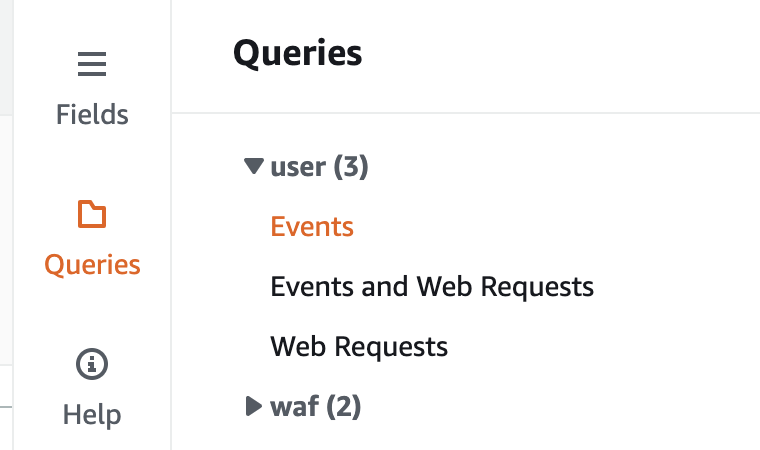 Fields
Queries
Help
Queries
user (3)
Events
Events and Web Requests
Web Requests
waf (2)